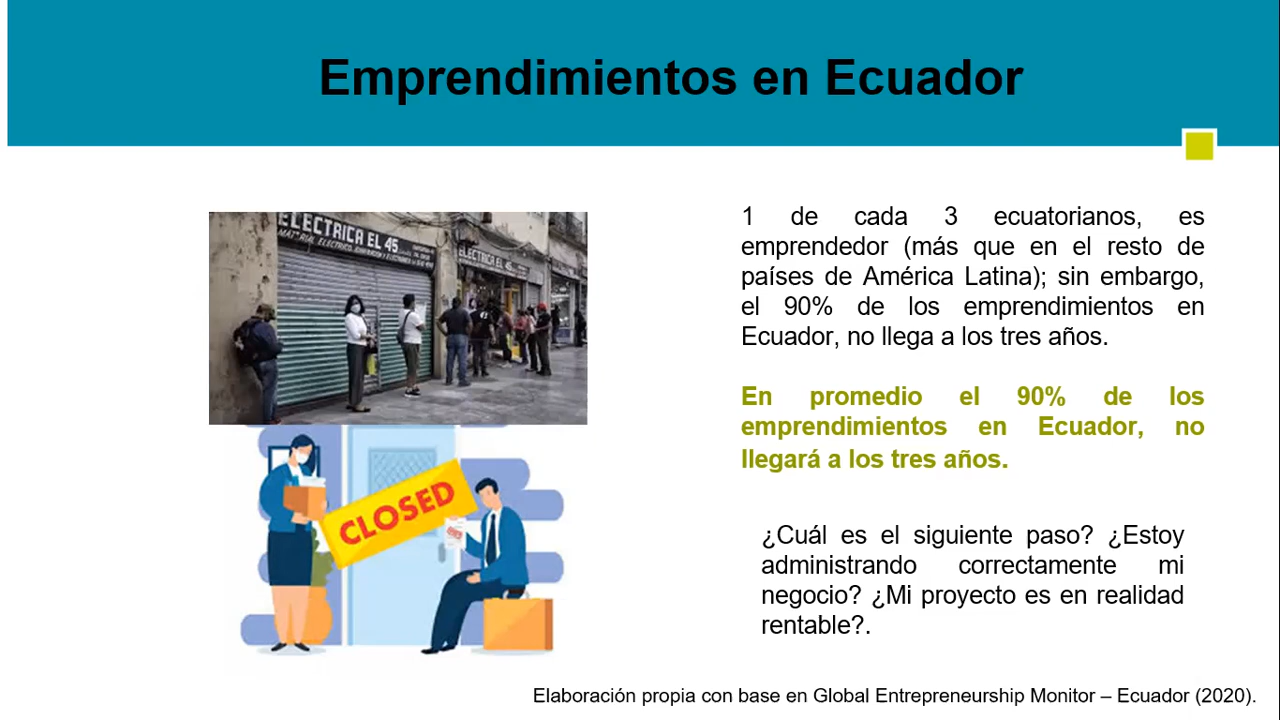 Emprendimientos en Ecuador
ELECTRICA EL 45
ELECTRICA EL 45
CLOSED
1 de cada 3 ecuatorianos, es
emprendedor (más que en el resto de
países de América Latina); sin embargo,
el 90% de los emprendimientos en
Ecuador, no llega a los tres años.
En promedio el 90% de los
emprendimientos en Ecuador, no
llegará a los tres años.
¿Cuál es el siguiente paso? ¿Estoy
administrando correctamente mi
negocio? ¿Mi proyecto es en realidad
rentable?.
Elaboración propia con base en Global Entrepreneurship Monitor – Ecuador (2020).